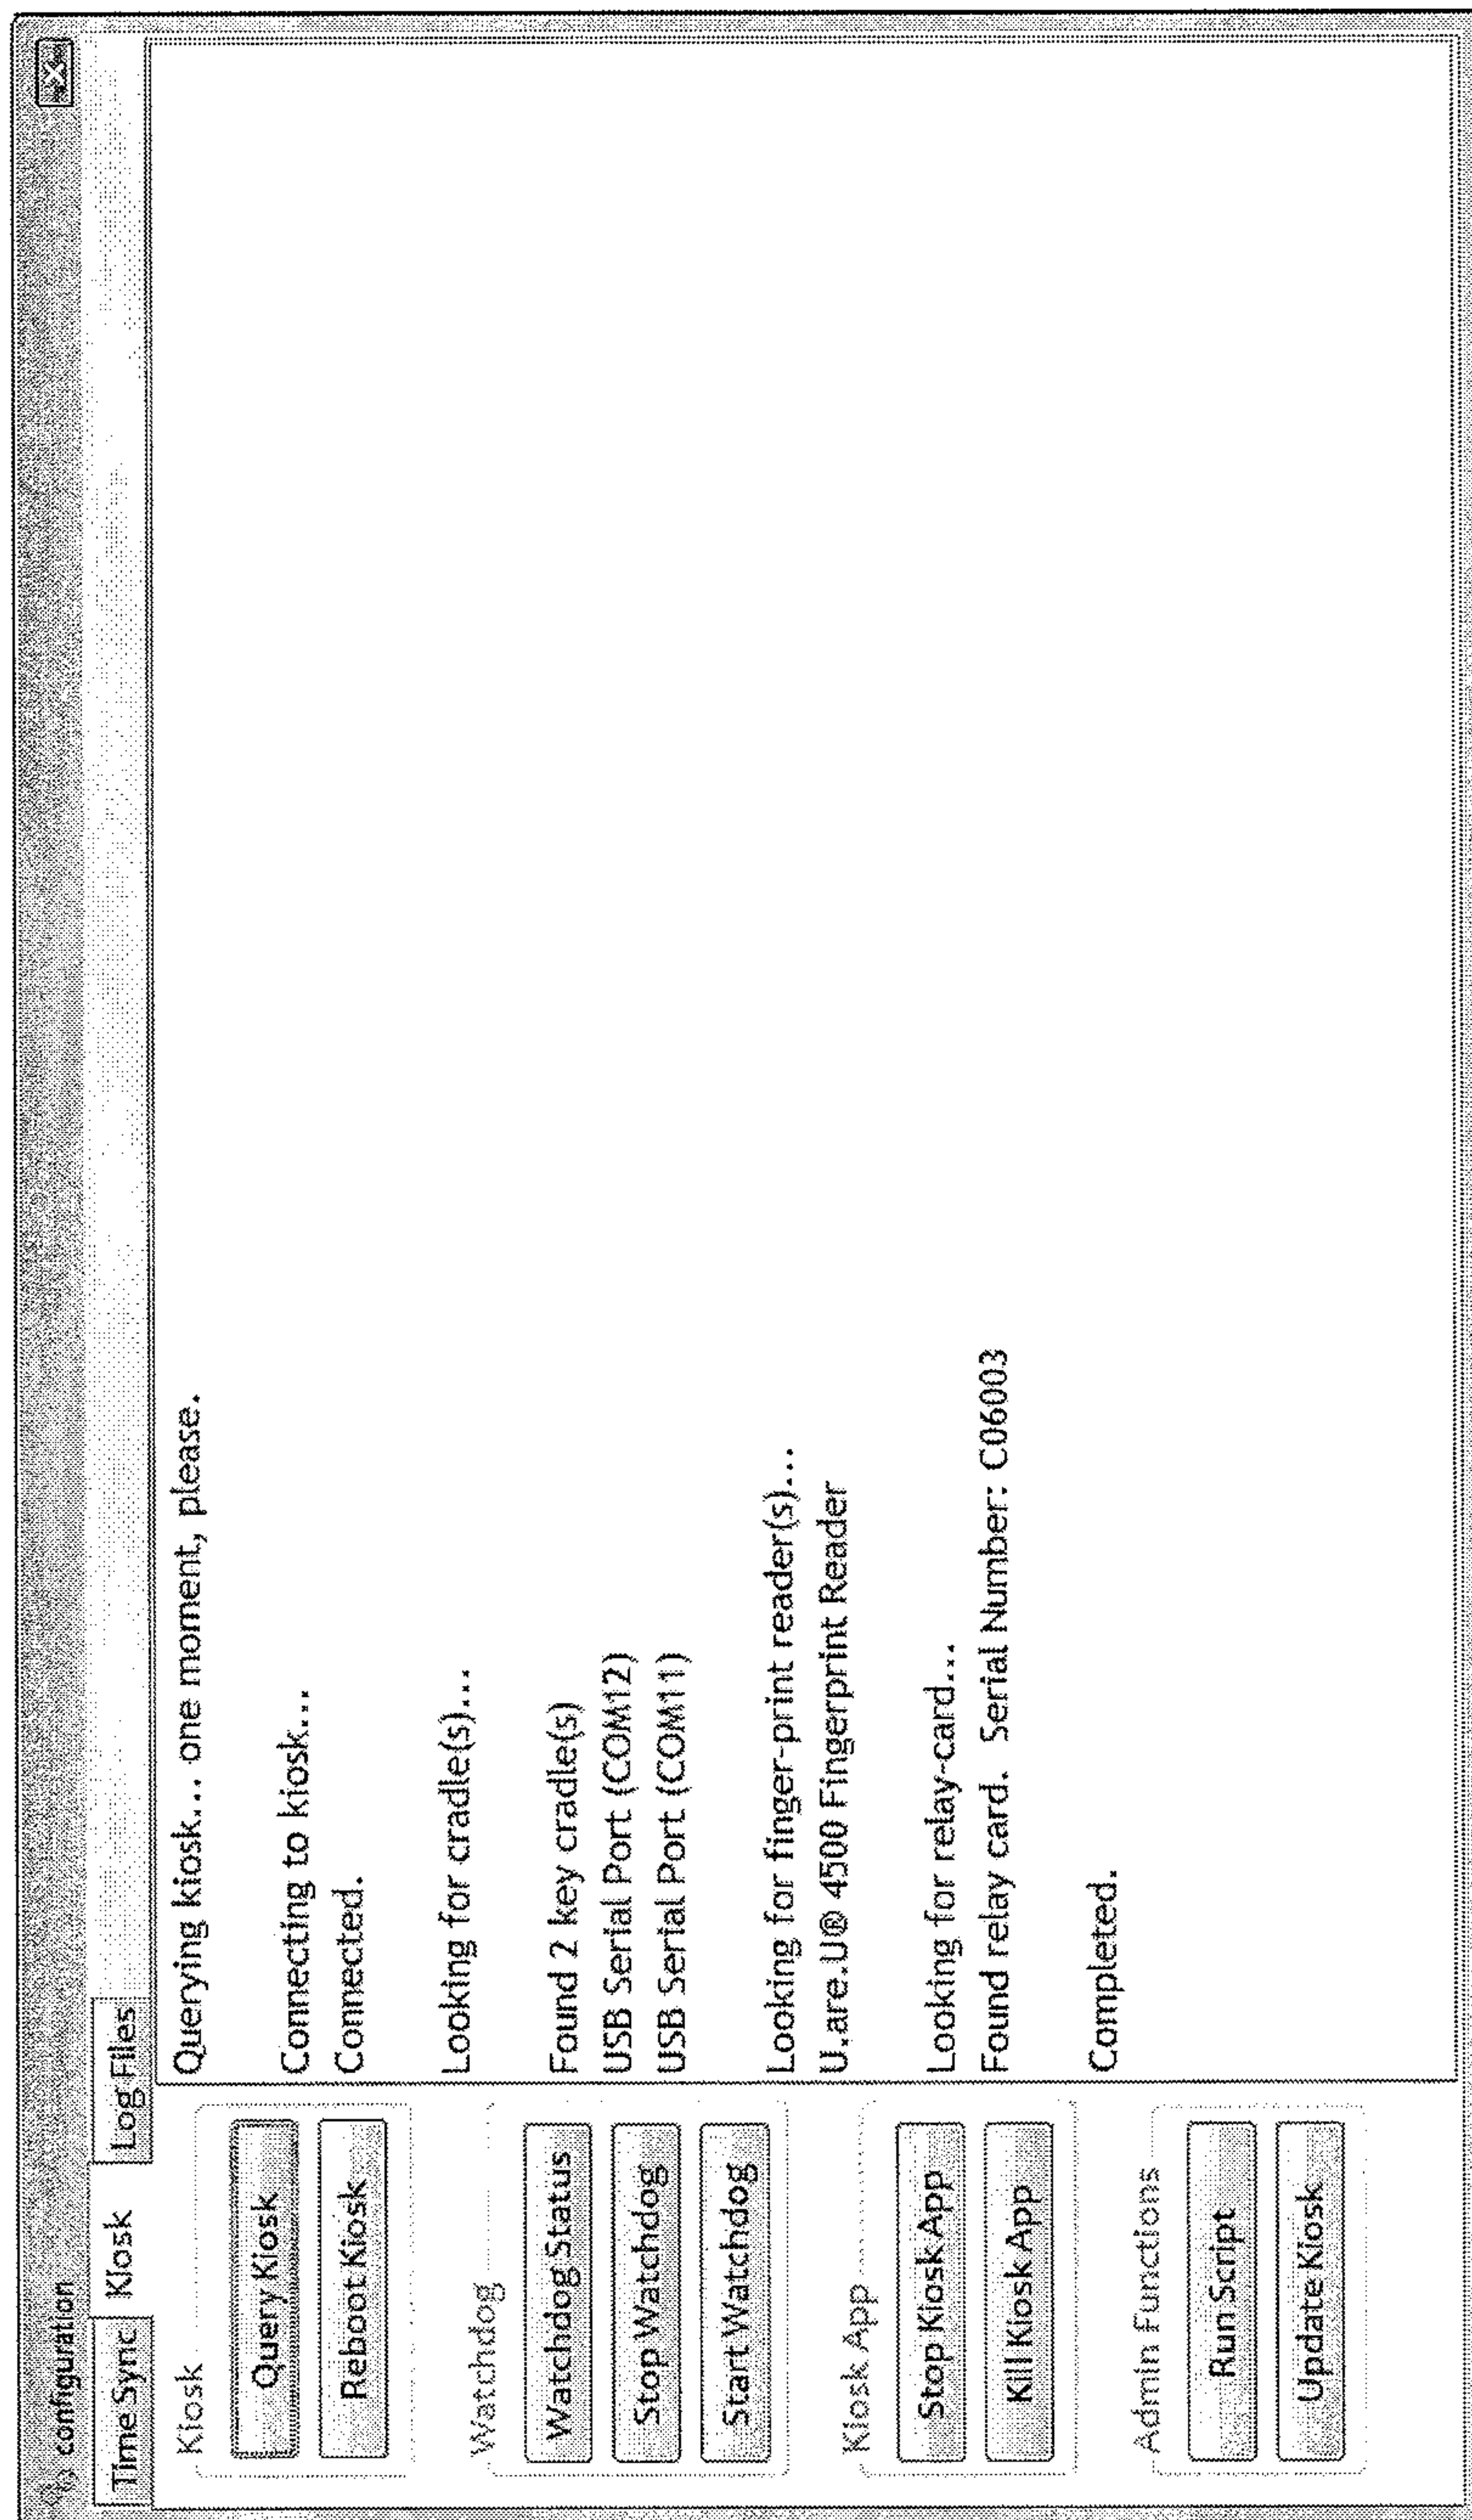 configuration
Time Sync Kiosk Log Files
Kiosk
Query Kiosk
Reboot Kiosk
Watchdog
Watchdog Status
Stop Watchdog
Start Watchdog
Kiosk App
Stop Kiosk App
Kill Kiosk App
Admin Functions
Run Script
Update Kiosk
Querying kiosk... one moment, please.
Connecting to kiosk...
Connected.
Looking for cradle(s)...
Found 2 key cradle(s)
USB Serial Port (COM12)
USB Serial Port (COM11)
Looking for finger-print reader(s)...
U.are.U® 4500 Fingerprint Reader
Looking for relay-card...
Found relay card. Serial Number: C06003
Completed.